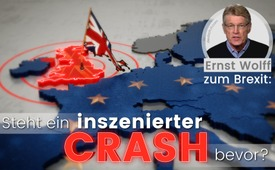 Ernst Wolff
zum Brexit:
Steht ein inszenierter
CRASH bevor?